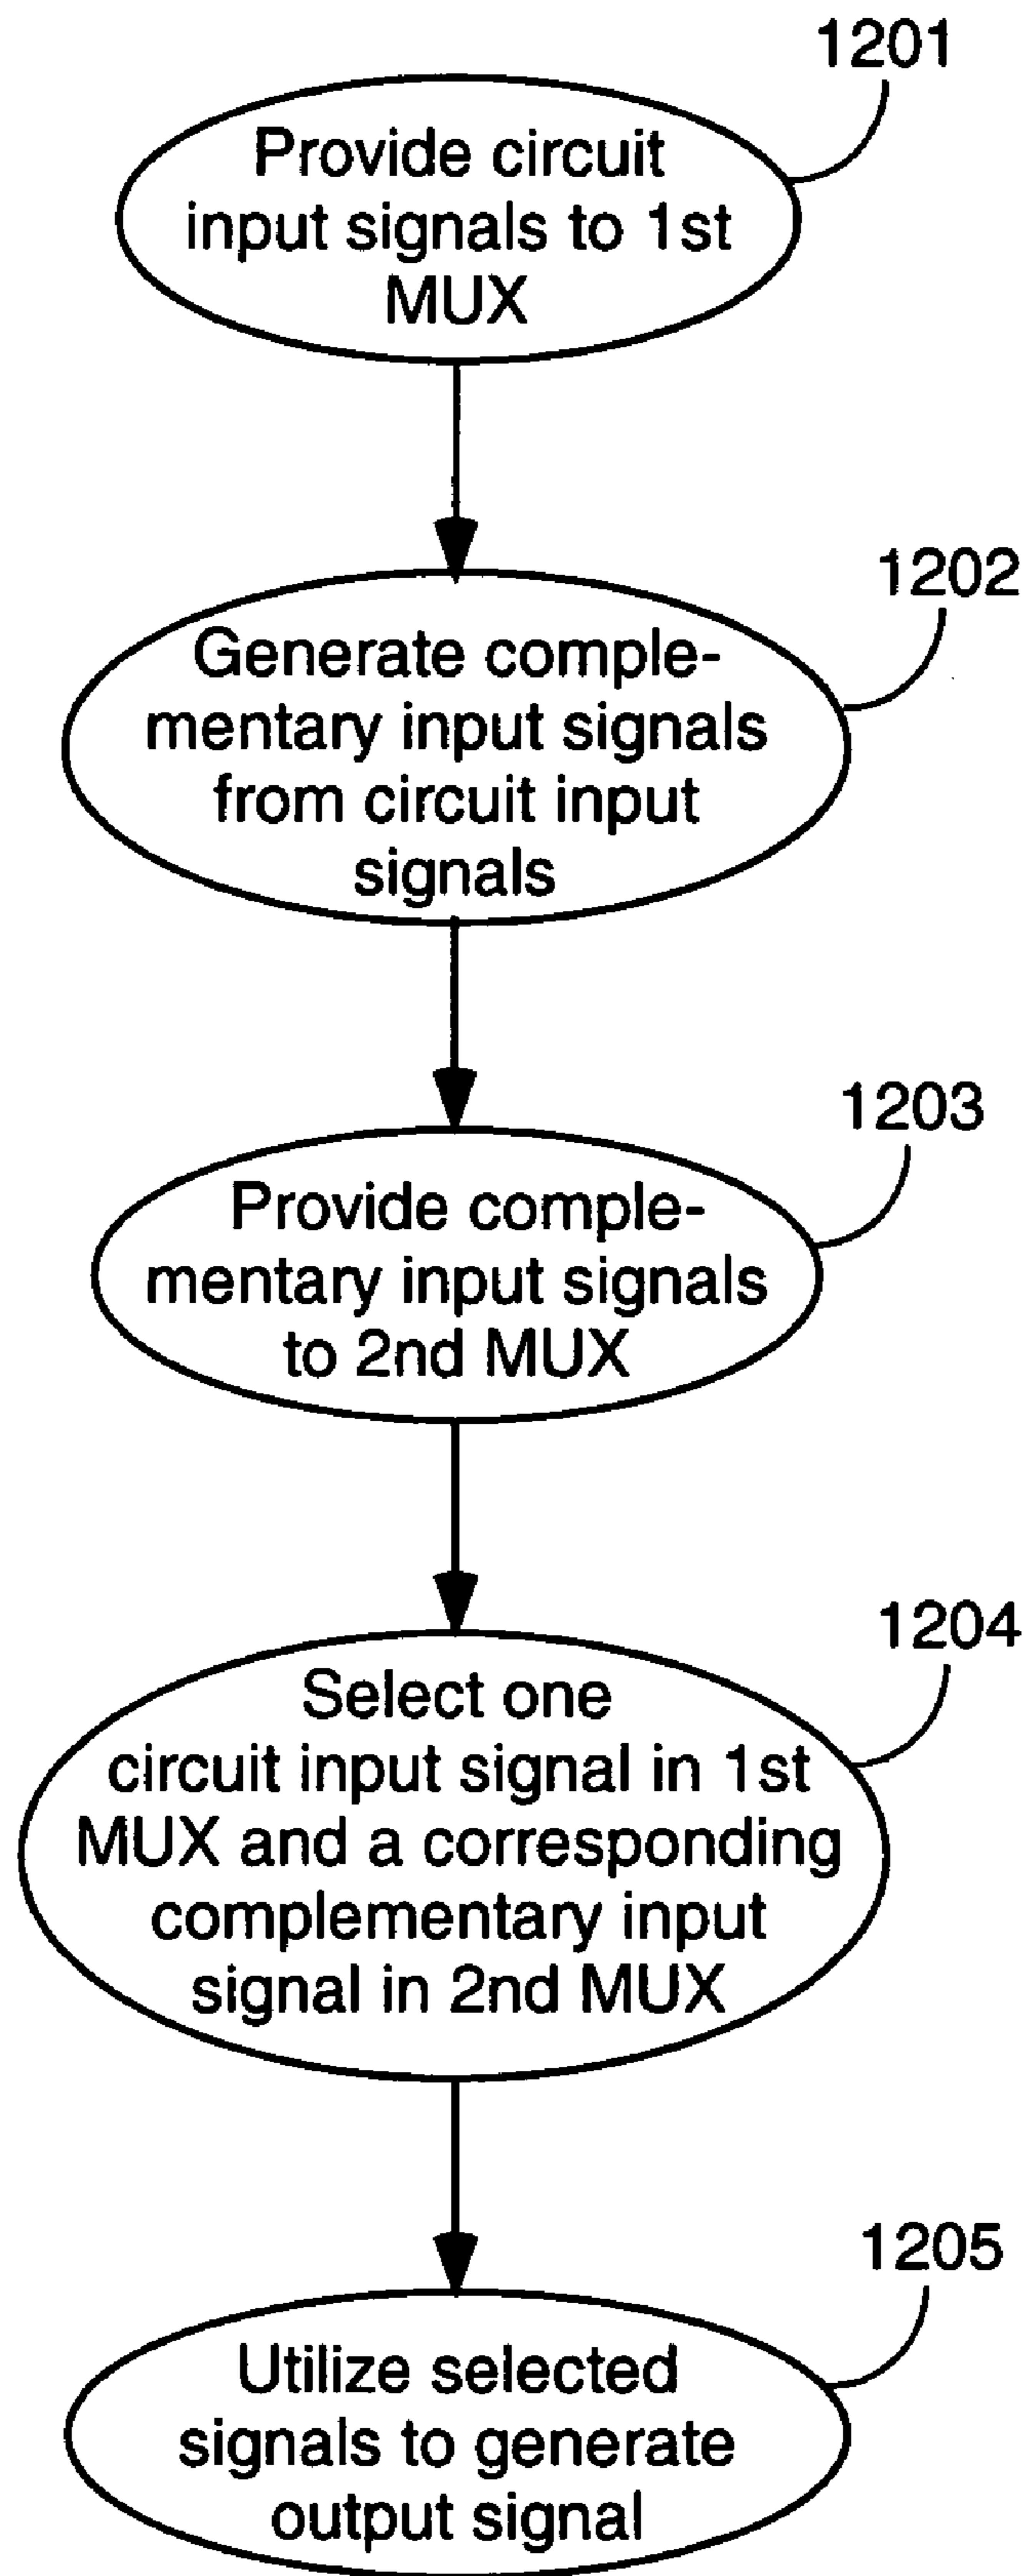 1201
Provide circuit
input signals to 1st
MUX
1202
Generate comple-
mentary input signals
from circuit input
signals
1203
Provide comple-
mentary input signals
to 2nd MUX
1204
Select one
circuit input signal in 1st
MUX and a corresponding
complementary input
signal in 2nd MUX
1205
Utilize selected
signals to generate
output signal